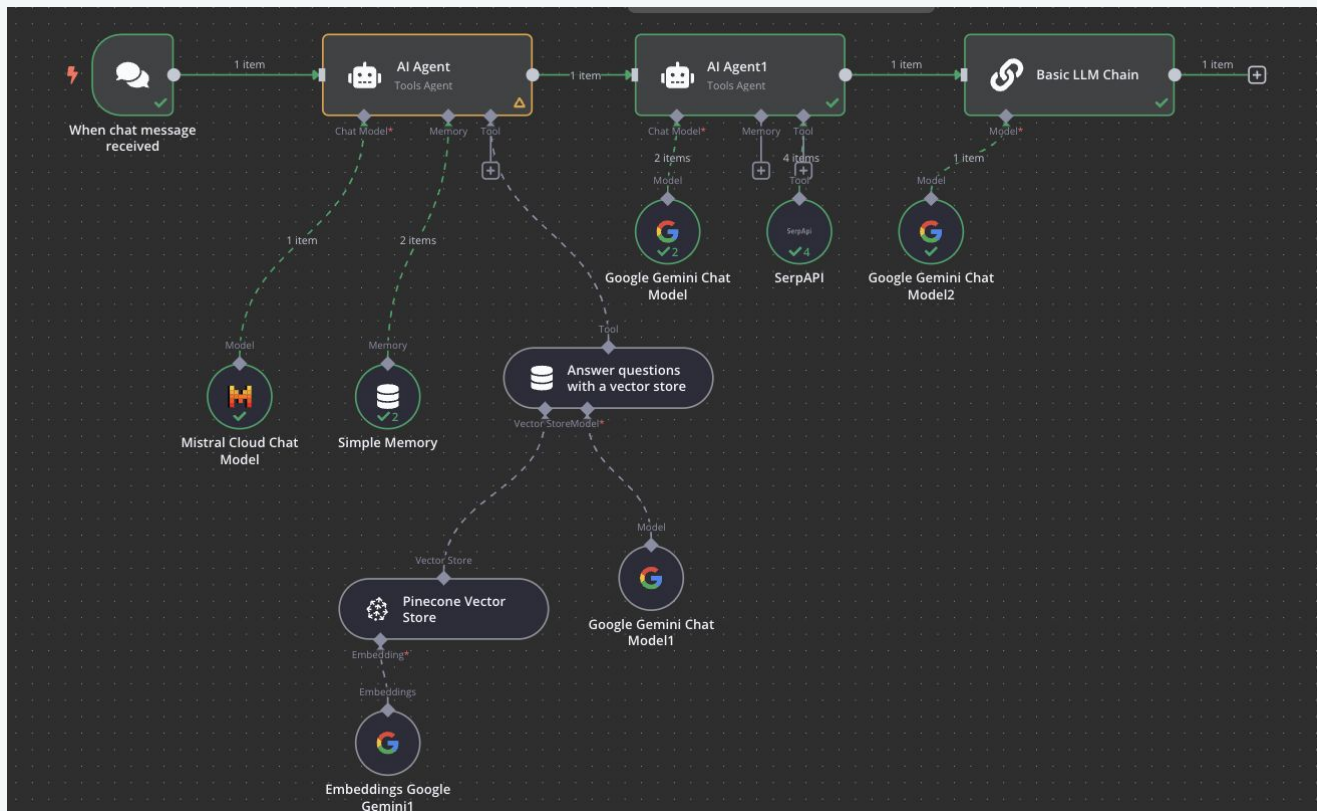 1 item
AI Agent
Tools Agent
1 item
AI Agent1
Tools Agent
1 item
Basic LLM Chain
1 item
When chat message
received
Chat Model*
Memory
Tool
Chat Model*
Memory
Tool
Model*
2 items
4 items
1 item
Model
Tool
Model
SerpApi
2
4
Google Gemini Chat
Model
SerpAPI
Google Gemini Chat
Model2
1 item
2 items
Model
Memory
Tool
Answer questions
with a vector store
2
Vector Store
Model*
Mistral Cloud Chat
Model
Simple Memory
Vector Store
Model
Pinecone Vector
Store
Google Gemini Chat
Model1
Embedding*
Embeddings
Embeddings Google
Gemini1